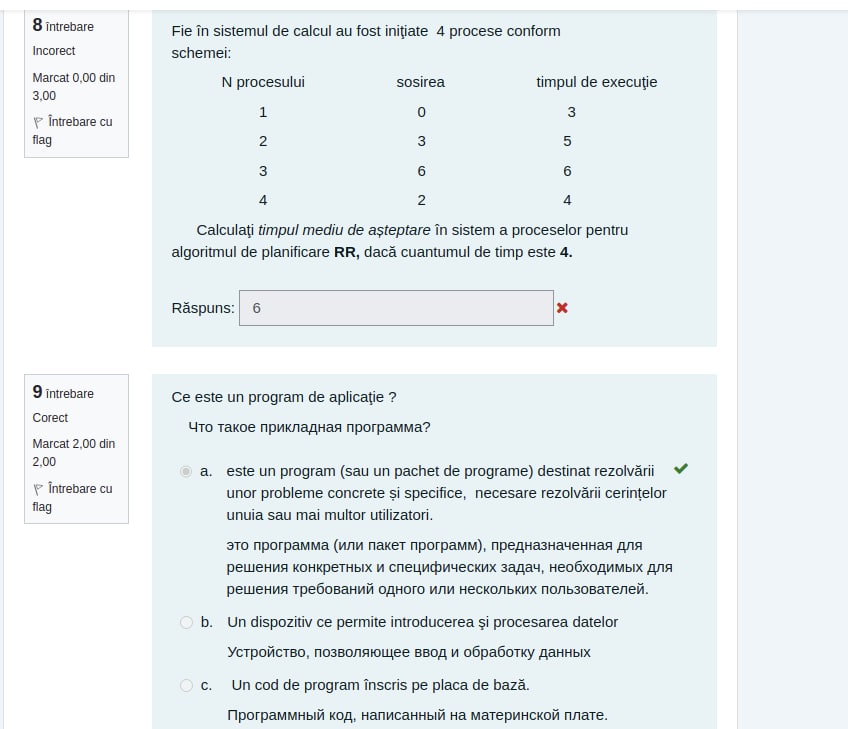 8 întrebare
Incorect
Marcat 0,00 din
3,00
Întrebare cu
flag
Fie în sistemul de calcul au fost iniţiate 4 procese conform
schemei:
N procesului sosirea timpul de execuţie
1 0 3
2 3 5
3 6 6
4 2 4
Calculaţi timpul mediu de așteptare în sistem a proceselor pentru
algoritmul de planificare RR, dacă cuantumul de timp este 4.
Răspuns: 6
9 întrebare
Corect
Marcat 2,00 din
2,00
Întrebare cu
flag
Ce este un program de aplicaţie ?
Что такое прикладная программа?
a. este un program (sau un pachet de programe) destinat rezolvării
unor probleme concrete și specifice, necesare rezolvării cerințelor
unuia sau mai multor utilizatori.
это программа (или пакет программ), предназначенная для
решения конкретных и специфических задач, необходимых для
решения требований одного или нескольких пользователей.
b. Un dispozitiv ce permite introducerea şi procesarea datelor
Устройство, позволяющее ввод и обработку данных
c. Un cod de program înscris pe placa de bază.
Программный код, написанный на материнской плате.